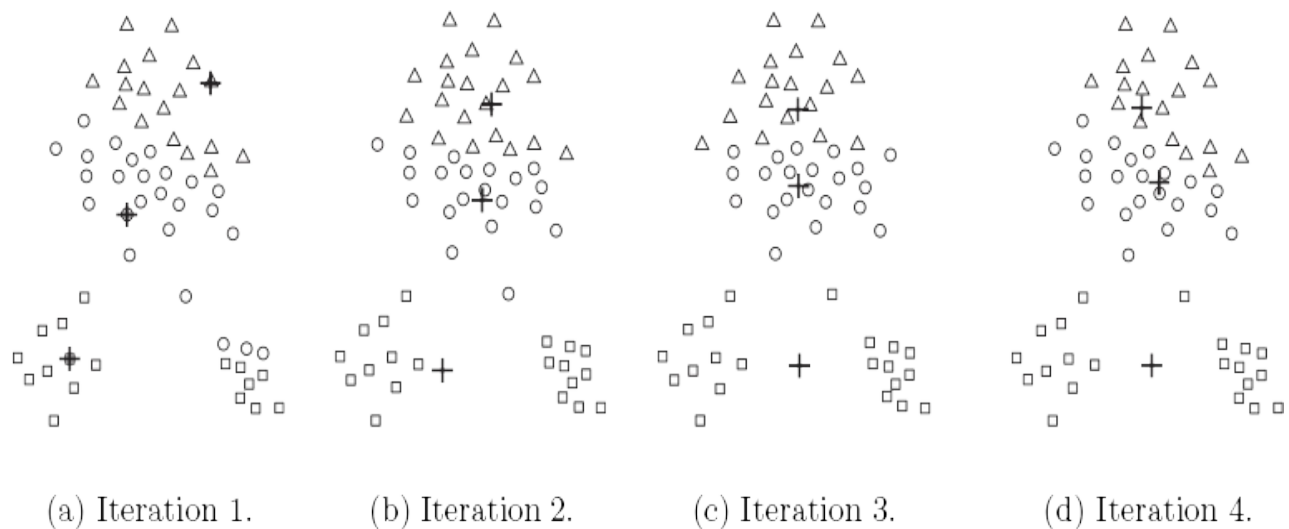 (a) Iteration 1.
(b) Iteration 2.
(c) Iteration 3.
(d) Iteration 4.